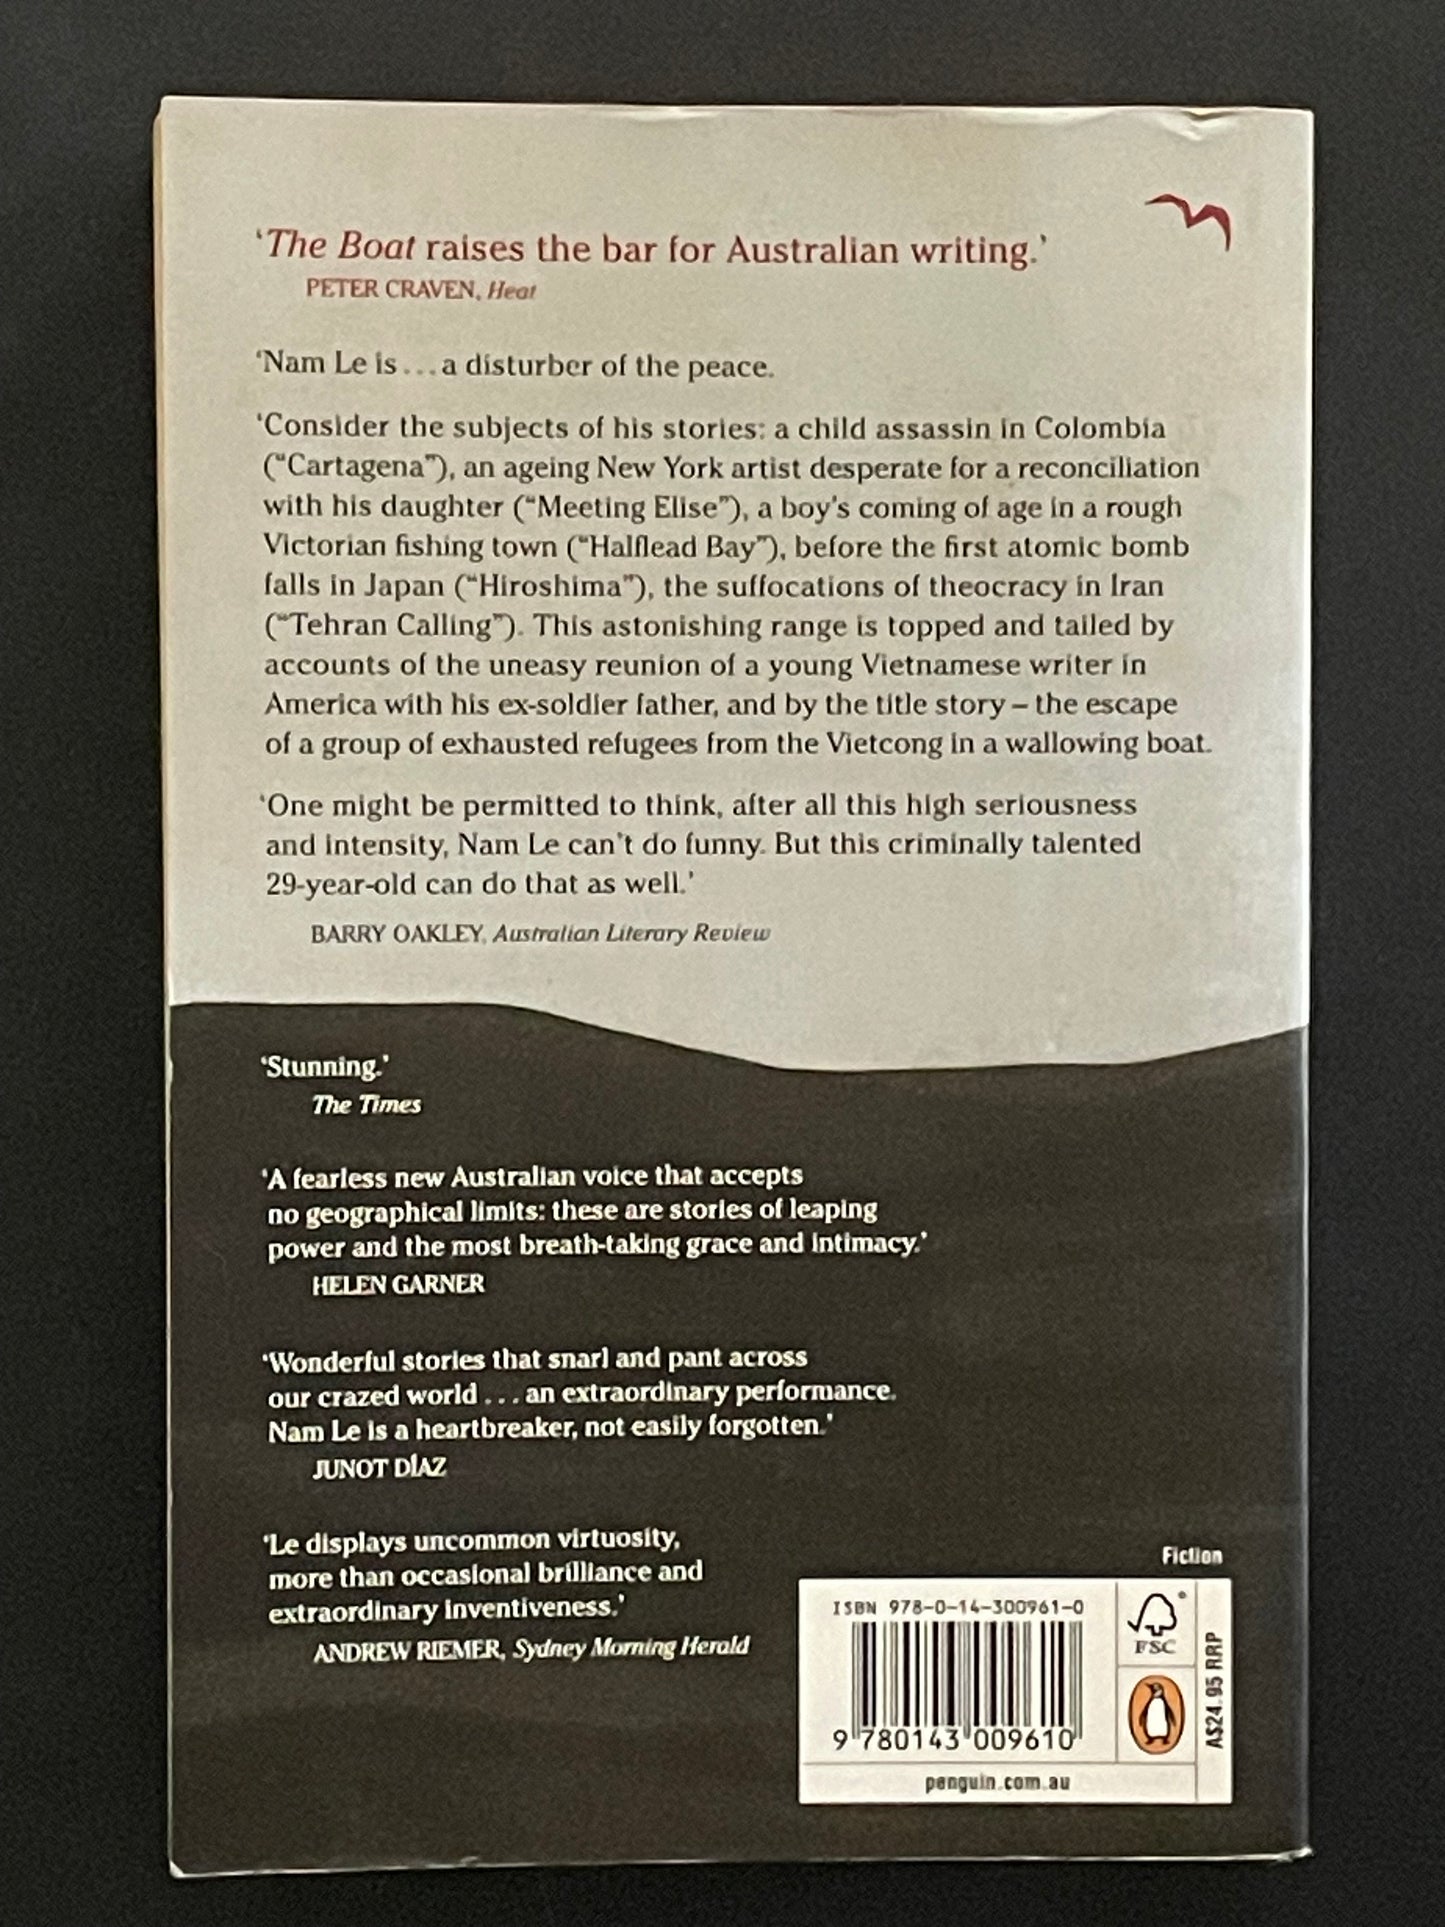 ‘The Boat raises the bar for Australian writing.’
PETER CRAVEN, Heat
‘Nam Le is . . . a disturber of the peace.
‘Consider the subjects of his stories: a child assassin in Colombia
(“Cartagena”), an ageing New York artist desperate for a reconciliation
with his daughter (“Meeting Elise”), a boy’s coming of age in a rough
Victorian fishing town (“Halflead Bay”), before the first atomic bomb
falls in Japan (“Hiroshima”), the suffocations of theocracy in Iran
(“Tehran Calling”). This astonishing range is topped and tailed by
accounts of the uneasy reunion of a young Vietnamese writer in
America with his ex-soldier father, and by the title story – the escape
of a group of exhausted refugees from the Vietcong in a wallowing boat.
‘One might be permitted to think, after all this high seriousness
and intensity, Nam Le can’t do funny. But this criminally talented
29-year-old can do that as well.’
BARRY OAKLEY, Australian Literary Review
‘Stunning.’
The Times
‘A fearless new Australian voice that accepts
no geographical limits: these are stories of leaping
power and the most breath-taking grace and intimacy.’
HELEN GARNER
‘Wonderful stories that snarl and pant across
our crazed world . . . an extraordinary performance.
Nam Le is a heartbreaker, not easily forgotten.’
JUNOT DÍAZ
‘Le displays uncommon virtuosity,
more than occasional brilliance and
extraordinary inventiveness.’
ANDREW RIEMER, Sydney Morning Herald
Fiction
ISBN 978-0-14-300961-0
9 780143 009610
FSC
®
A$24.95 RRP
penguin.com.au